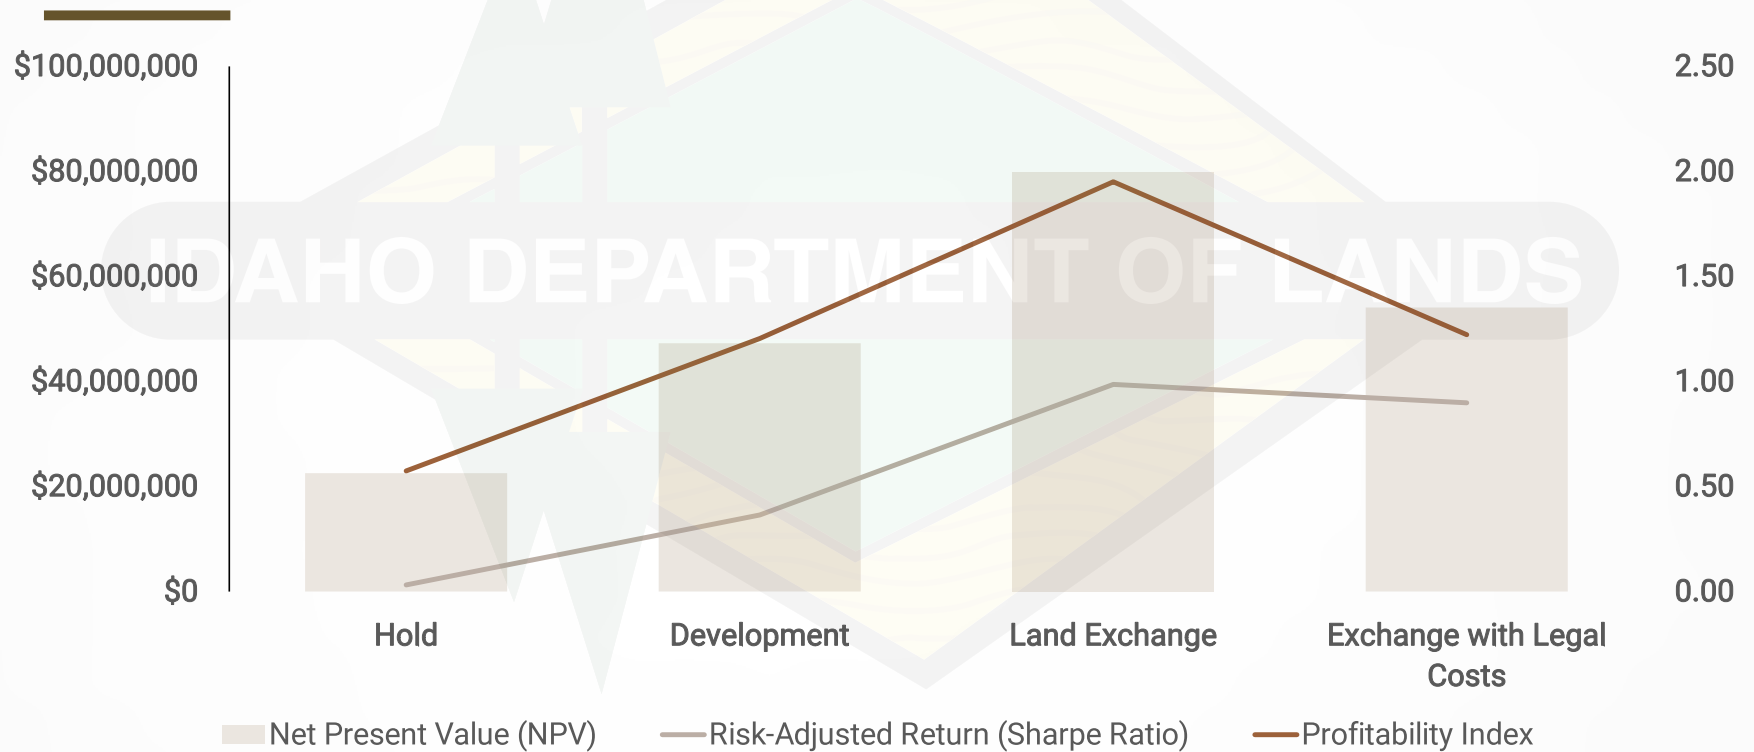 $100,000,000
2.50
$80,000,000
2.00
IDAHO DEPARTMENT OF LANDS
$60,000,000
1.50
$40,000,000
1.00
$20,000,000
0.50
$0
0.00
Hold
Development
Land Exchange
Exchange with Legal
Costs
Net Present Value (NPV)
Risk-Adjusted Return (Sharpe Ratio)
Profitability Index